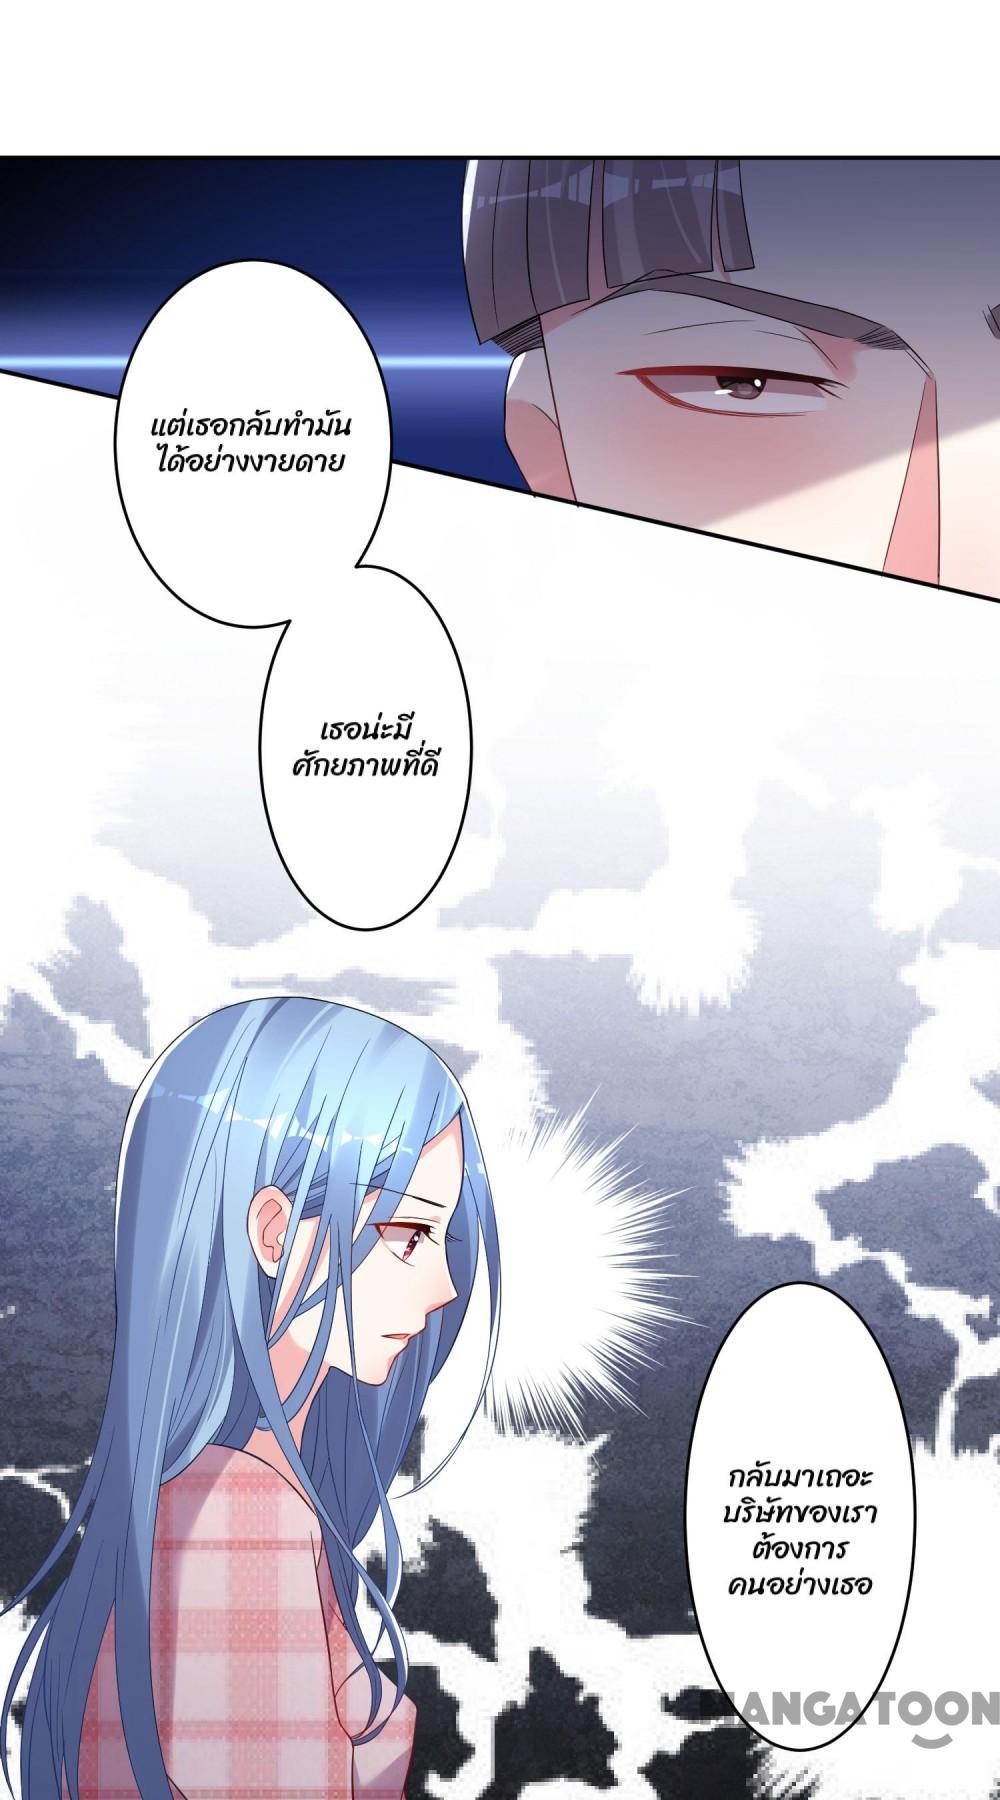 แต่เธอกลับทำมัน
ได้อย่างงายดาย
เธอน่ะมี
ศักยภาพที่ดี
กลับมาเถอะ
บริษัทของเรา
ต้องการ
คนอย่างเธอ
MANGATOON